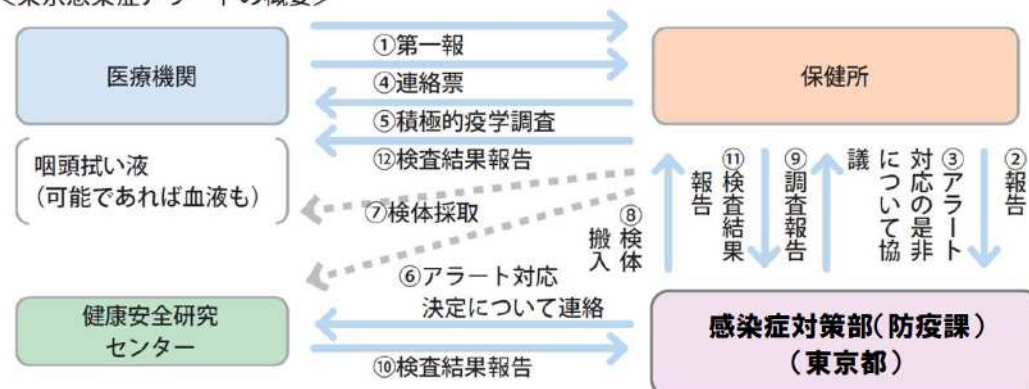 医療機関
保健所
①第一報
④連絡票
⑤積極的疫学調査
⑫検査結果報告
咽頭拭い液
(可能であれば血液も)
⑦検体採取
⑧検体
搬入
⑪検査結果
報告
⑨調査報告
③アラート
対応の是非
について協
議
②報告
⑥アラート対応
決定について連絡
健康安全研究
センター
⑩検査結果報告
感染症対策部(防疫課)
(東京都)